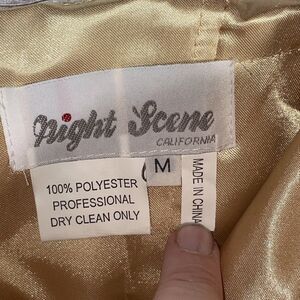 Night Scene
CALIFORNIA
M
100% POLYESTER
PROFESSIONAL
DRY CLEAN ONLY
MADE IN CHINA